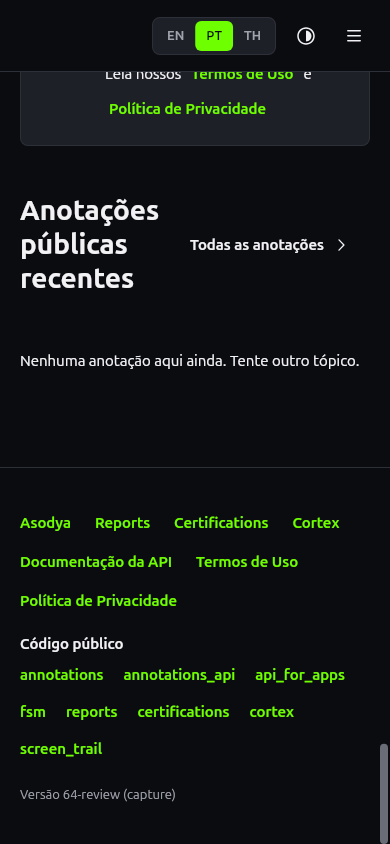 EN PT TH
Leia nossos Termos de Uso e
Política de Privacidade
Anotações
públicas
recentes
Todas as anotações
Nenhuma anotação aqui ainda. Tente outro tópico.
Asodya Reports Certifications Cortex
Documentação da API Termos de Uso
Política de Privacidade
Código público
annotations annotations_api api_for_apps
fsm reports certifications cortex
screen_trail
Versão 64-review (capture)